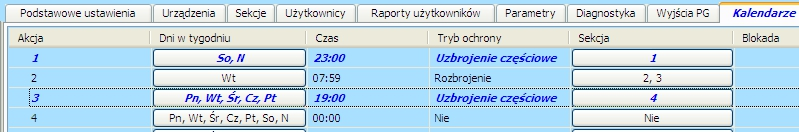 Podstawowe ustawienia Urządzenia Sekcje Użytkownicy Raporty użytkowników Parametry Diagnostyka Wyjścia PG Kalendarze
Akcja Dni w tygodniu Czas Tryb ochrony Sekcja Blokada
1 So, N 23:00 Uzbrojenie częściowe 1
2 Wt 07:59 Rozbrojenie 2, 3
3 Pn, Wt, Śr, Cz, Pt 19:00 Uzbrojenie częściowe 4
4 Pn, Wt, Śr, Cz, Pt, So, N 00:00 Nie Nie